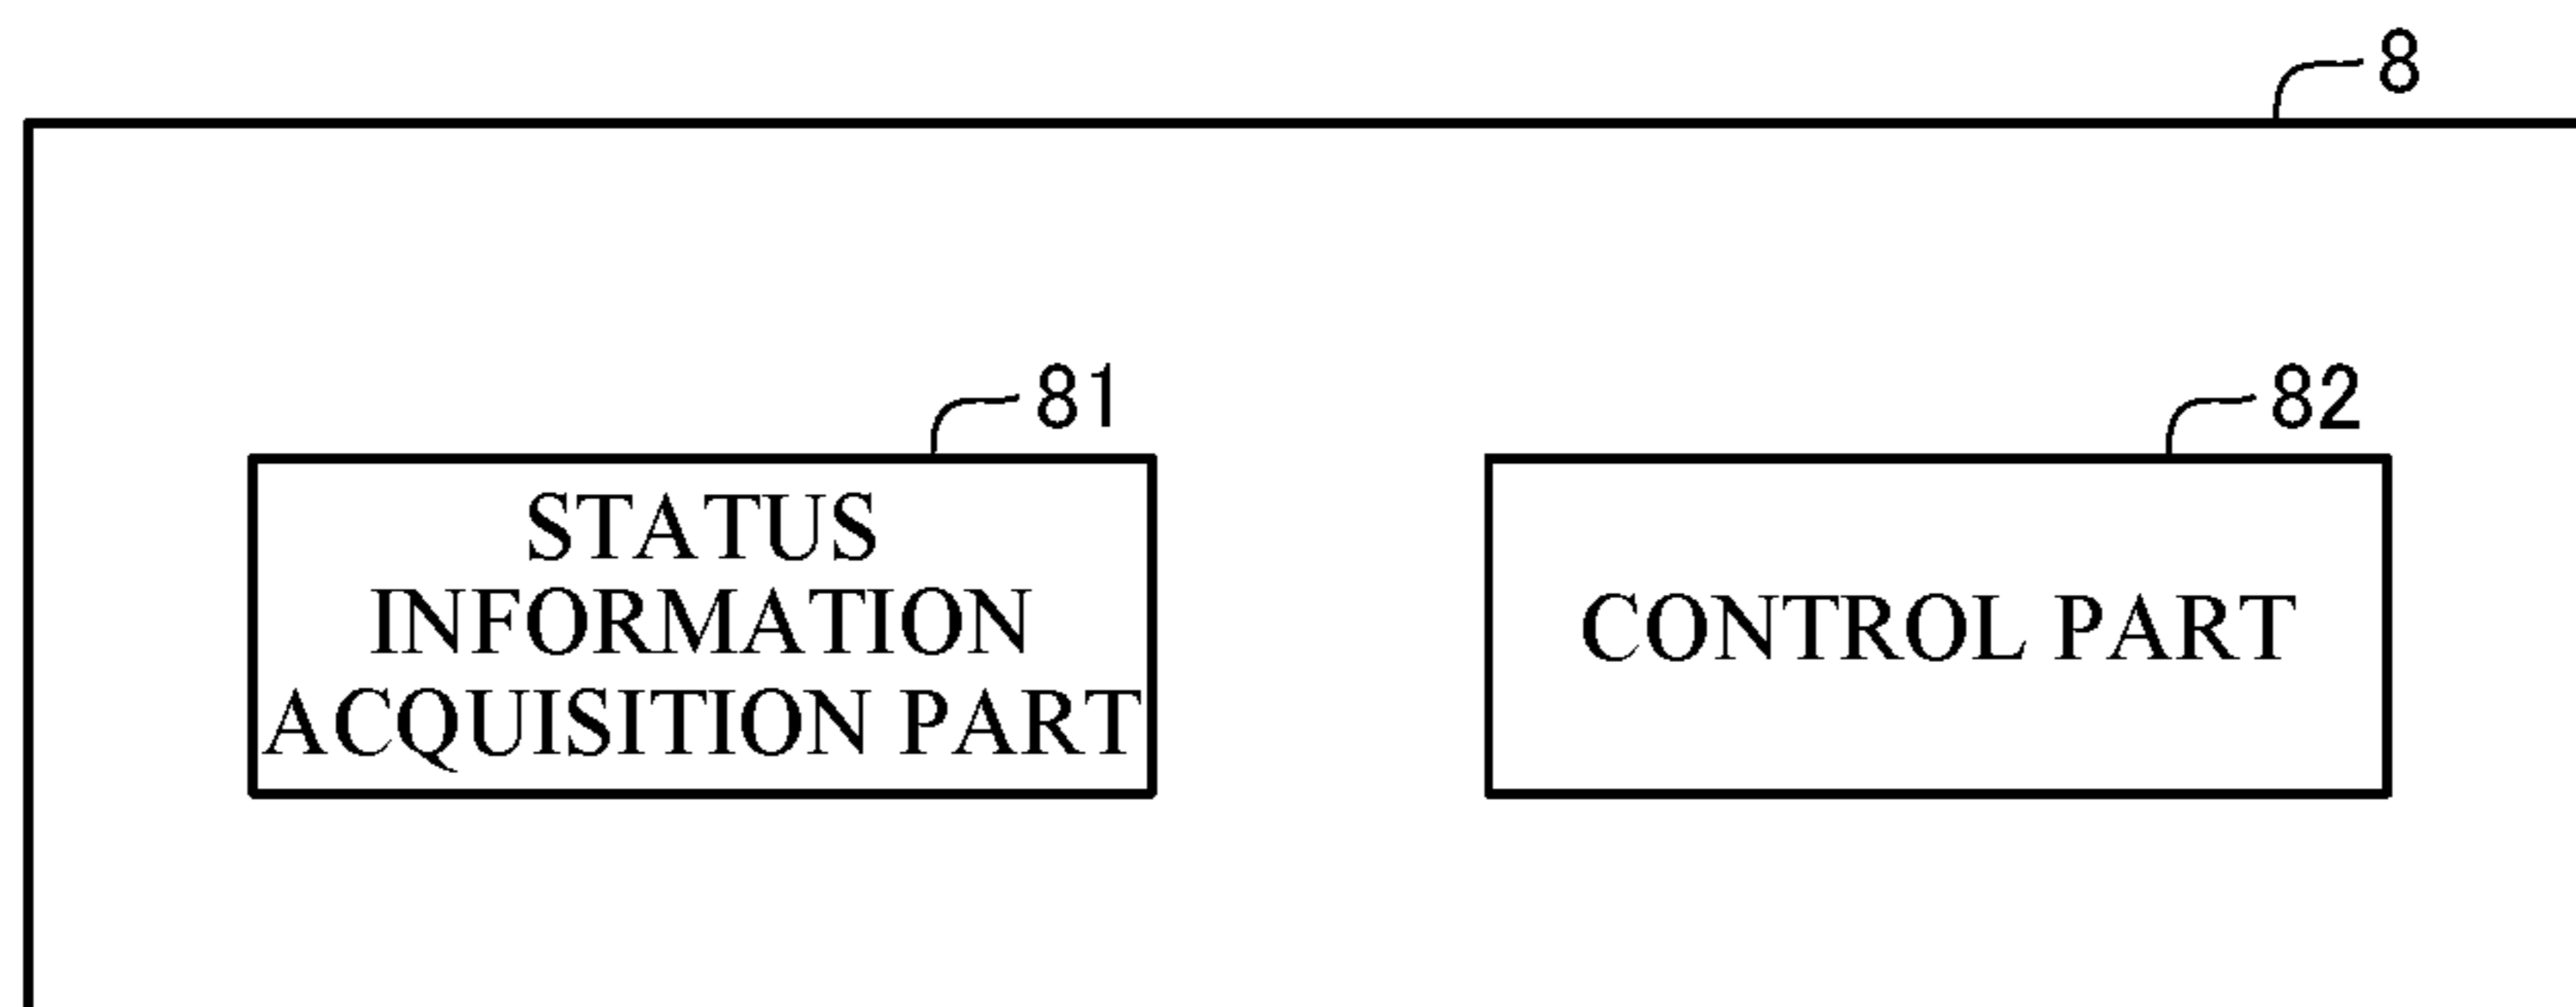 8
81
82
STATUS
INFORMATION
ACQUISITION PART
CONTROL PART